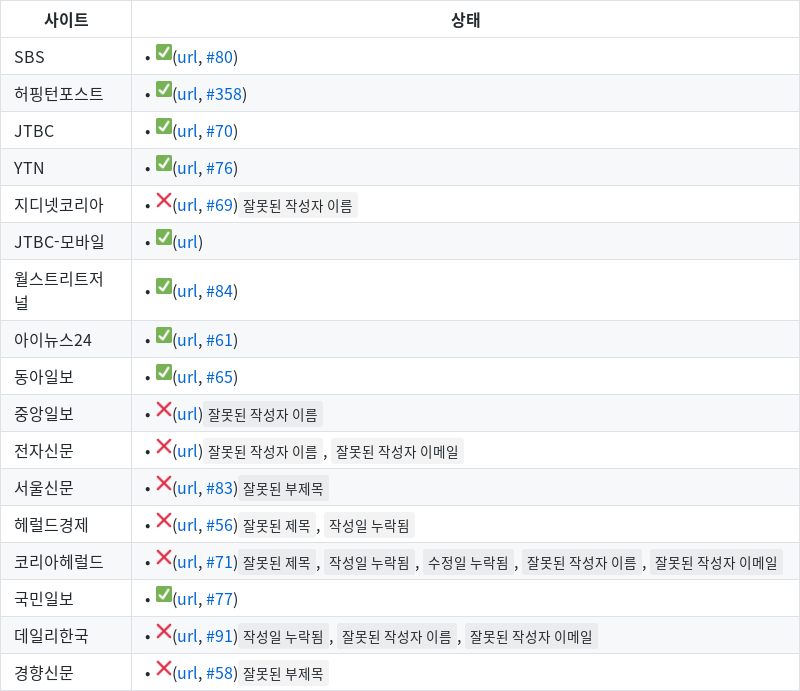 사이트 상태
SBS • ✅(url, #80)
허핑턴포스트 • ✅(url, #358)
JTBC • ✅(url, #70)
YTN • ✅(url, #76)
지디넷코리아 • ❌(url, #69) 잘못된 작성자 이름
JTBC-모바일 • ✅(url)
월스트리트저
널 • ✅(url, #84)
아이뉴스24 • ✅(url, #61)
동아일보 • ✅(url, #65)
중앙일보 • ❌(url) 잘못된 작성자 이름
전자신문 • ❌(url) 잘못된 작성자 이름 , 잘못된 작성자 이메일
서울신문 • ❌(url, #83) 잘못된 부제목
헤럴드경제 • ❌(url, #56) 잘못된 제목 , 작성일 누락됨
코리아헤럴드 • ❌(url, #71) 잘못된 제목 , 작성일 누락됨 , 수정일 누락됨 , 잘못된 작성자 이름 , 잘못된 작성자 이메일
국민일보 • ✅(url, #77)
데일리한국 • ❌(url, #91) 작성일 누락됨 , 잘못된 작성자 이름 , 잘못된 작성자 이메일
경향신문 • ❌(url, #58) 잘못된 부제목